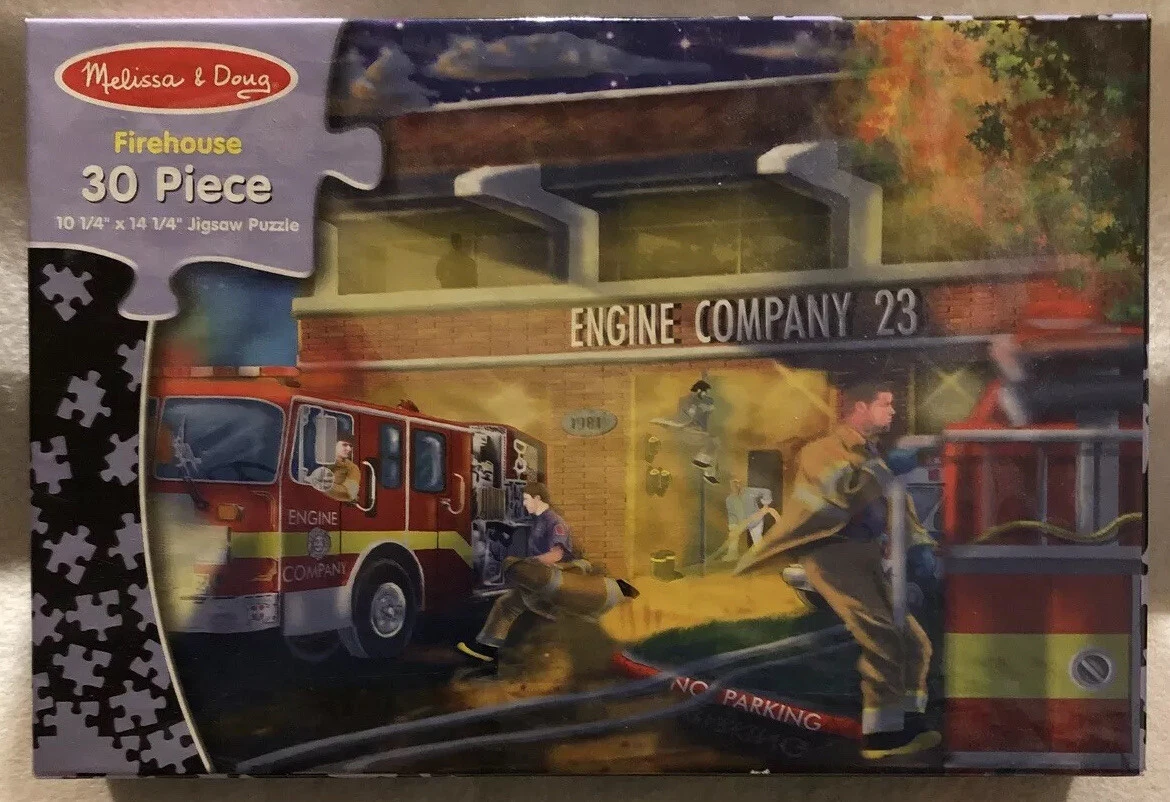 Melissa & Doug
Firehouse
30 Piece
10 1/4" x 14 1/4" Jigsaw Puzzle
ENGINE COMPANY 23
1981
ENGINE
COMPANY
NO PARKING